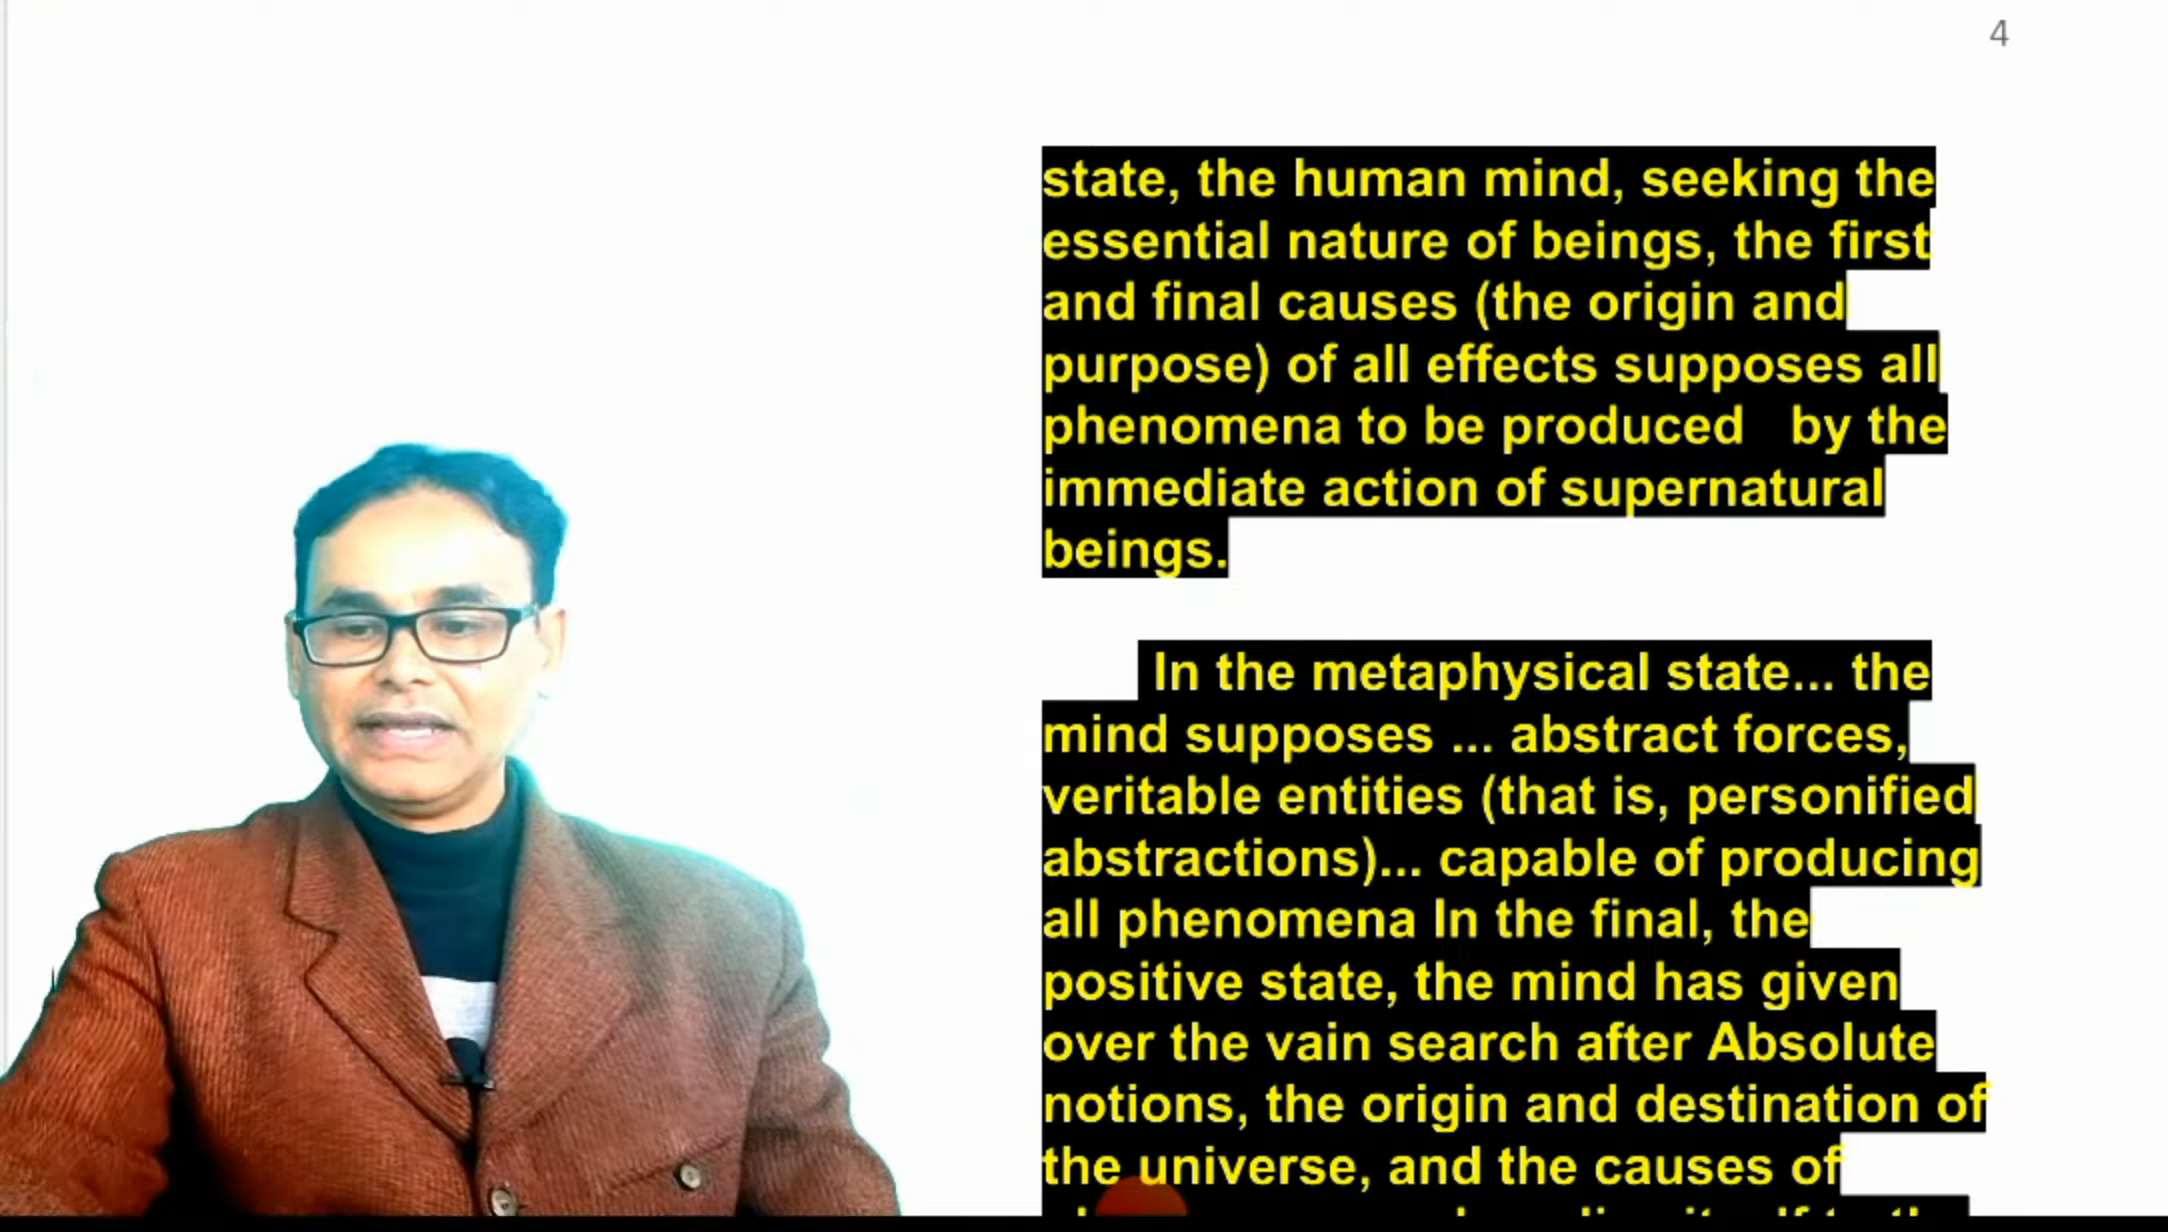 4
state, the human mind, seeking the
essential nature of beings, the first
and final causes (the origin and
purpose) of all effects supposes all
phenomena to be produced by the
immediate action of supernatural
beings.
In the metaphysical state... the
mind supposes ... abstract forces,
veritable entities (that is, personified
abstractions)... capable of producing
all phenomena In the final, the
positive state, the mind has given
over the vain search after Absolute
notions, the origin and destination of
the universe, and the causes of